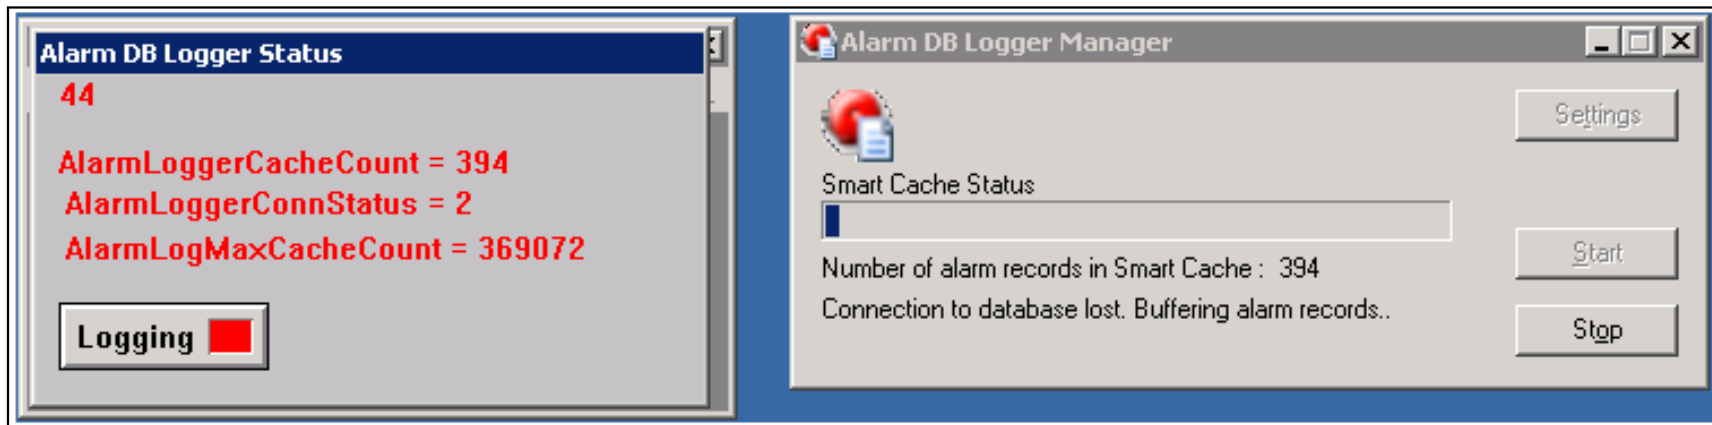 Alarm DB Logger Status
44
AlarmLoggerCacheCount = 394
AlarmLoggerConnStatus = 2
AlarmLogMaxCacheCount = 369072
Logging
Alarm DB Logger Manager
Settings
Smart Cache Status
Start
Number of alarm records in Smart Cache : 394
Connection to database lost. Buffering alarm records..
Stop